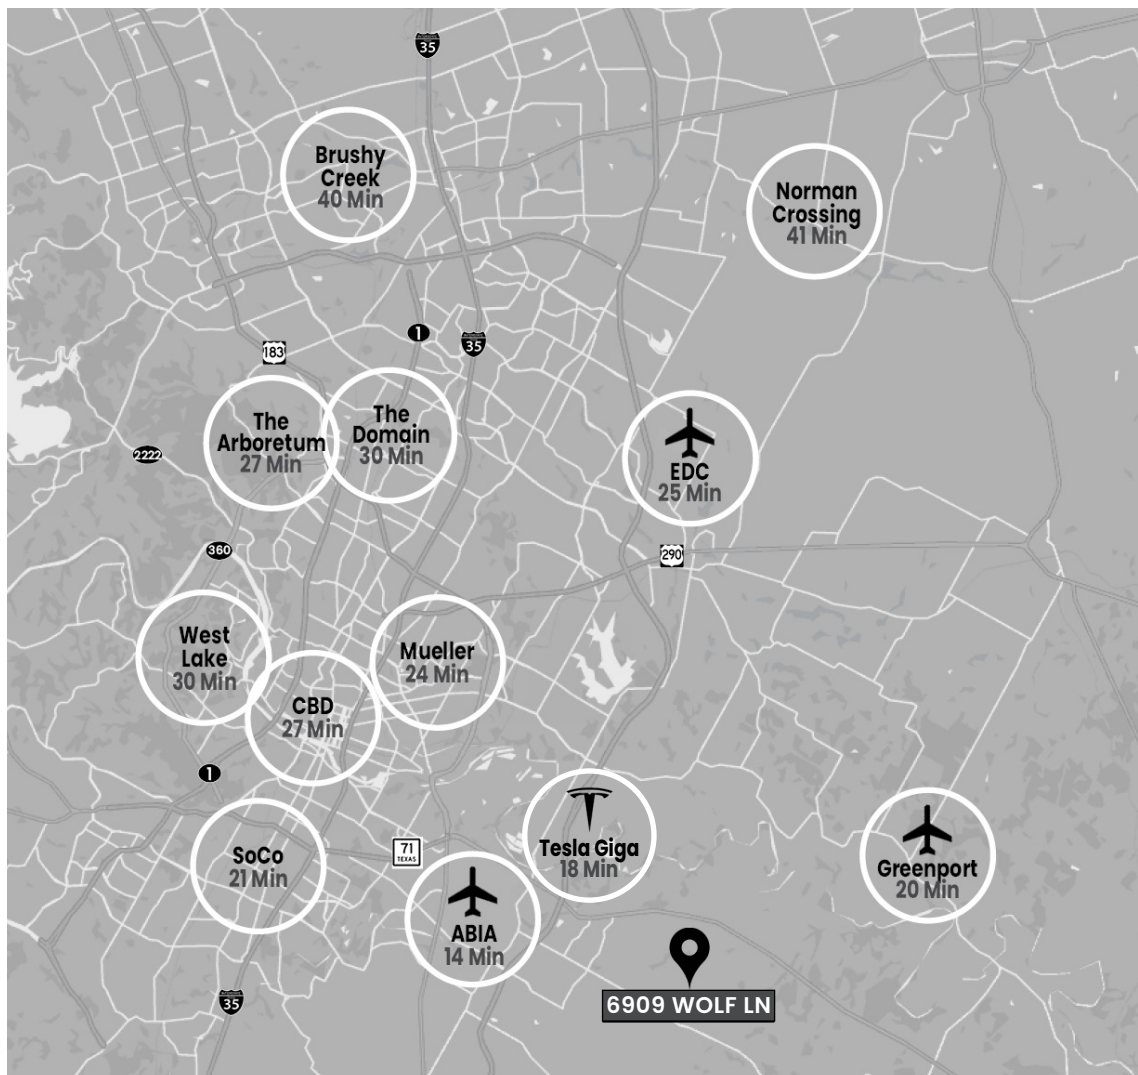 35
Brushy
Creek
40 Min
Norman
Crossing
41 Min
1
35
183
The
Arboretum
27 Min
The
Domain
30 Min
2222
EDC
25 Min
360
290
West
Lake
30 Min
Mueller
24 Min
CBD
27 Min
1
SoCo
21 Min
71
TEXAS
Tesla Giga
18 Min
Greenport
20 Min
ABIA
14 Min
35
6909 WOLF LN